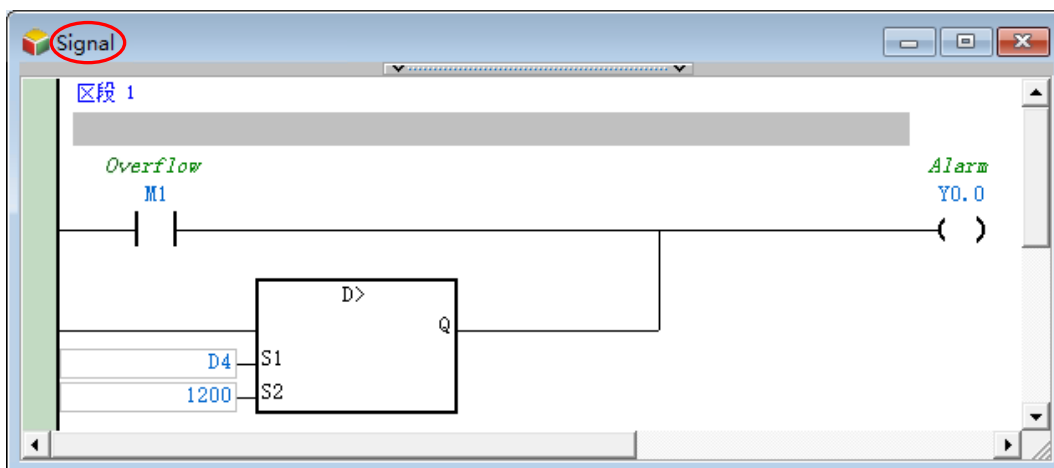 Signal
区段 1
Overflow
Alarm
M1
Y0.0
D>
Q
D4
S1
1200
S2